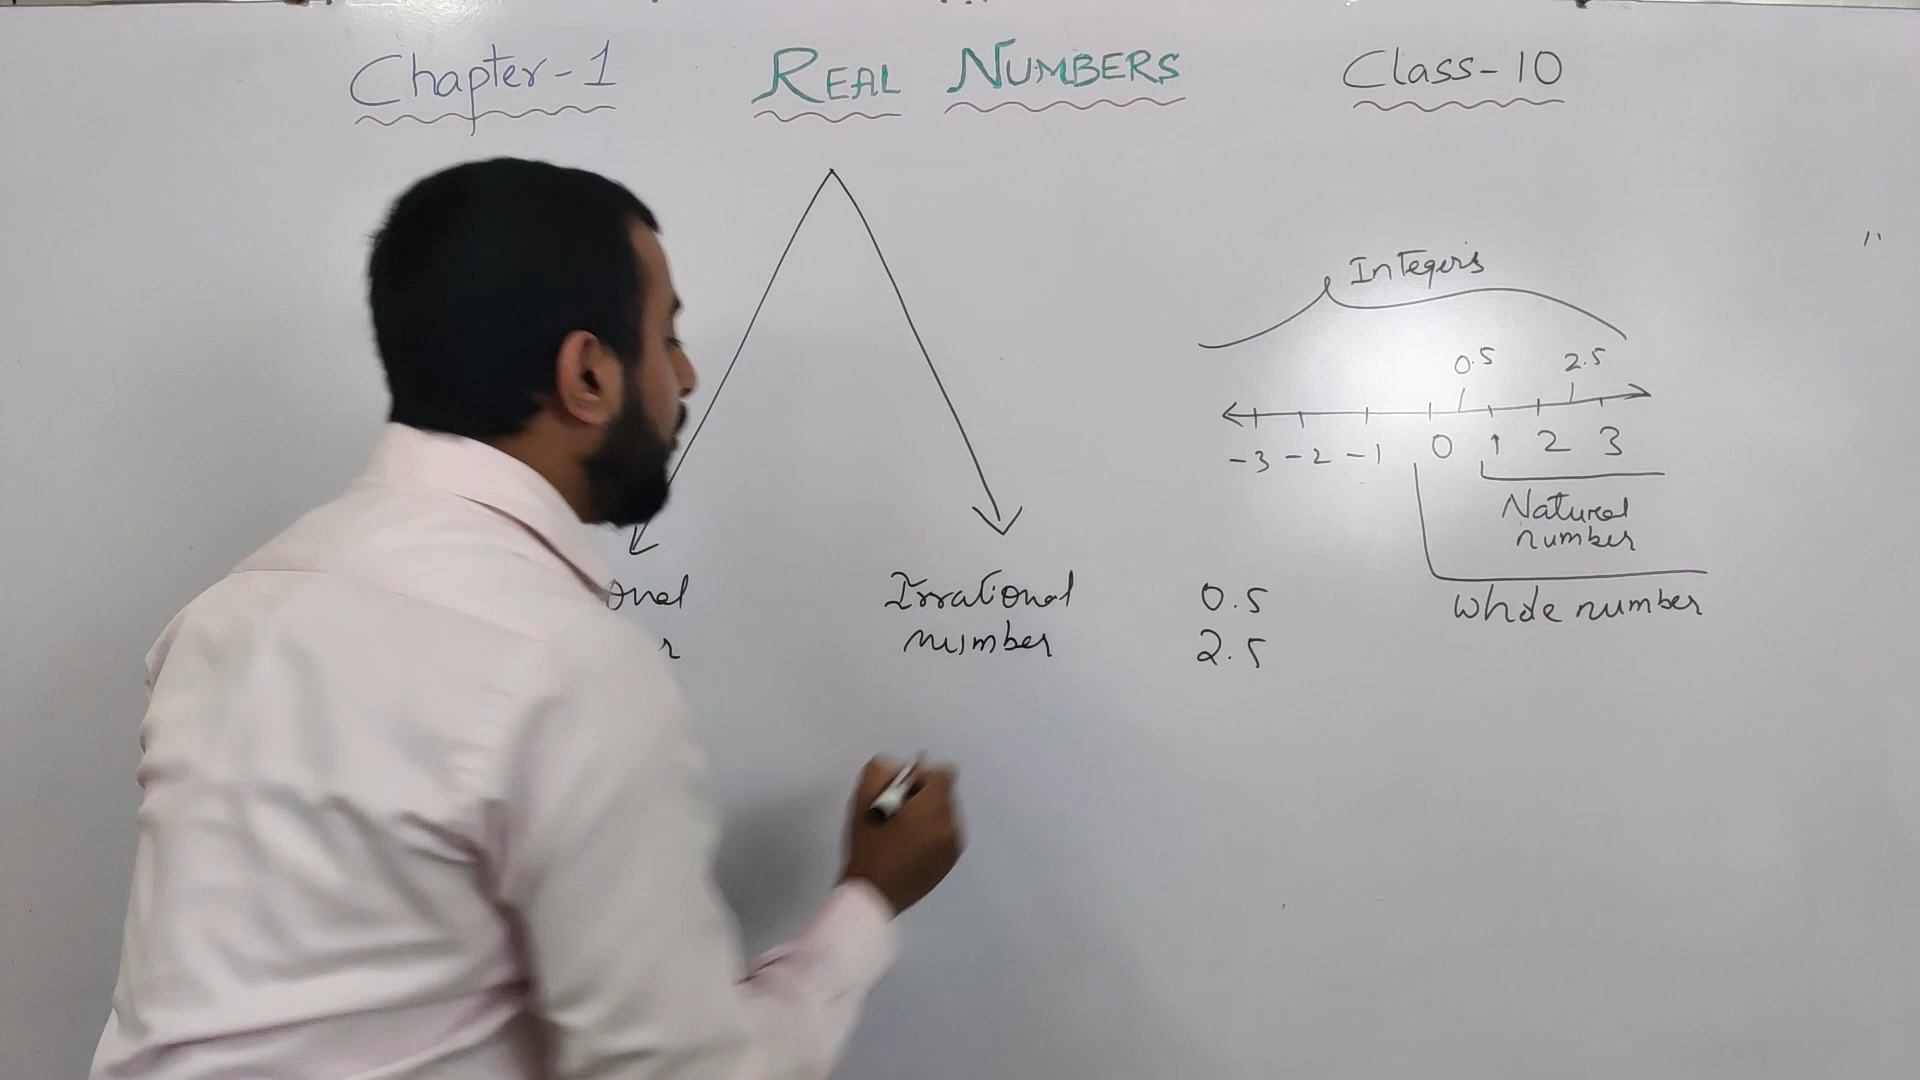 Chapter-1 REAL NUMBERS Class-10
Integers
0.5 2.5
-3 -2 -1 0 1 2 3
Natural
number
Whole number
onal
r
Irrational
number
0.5
2.5